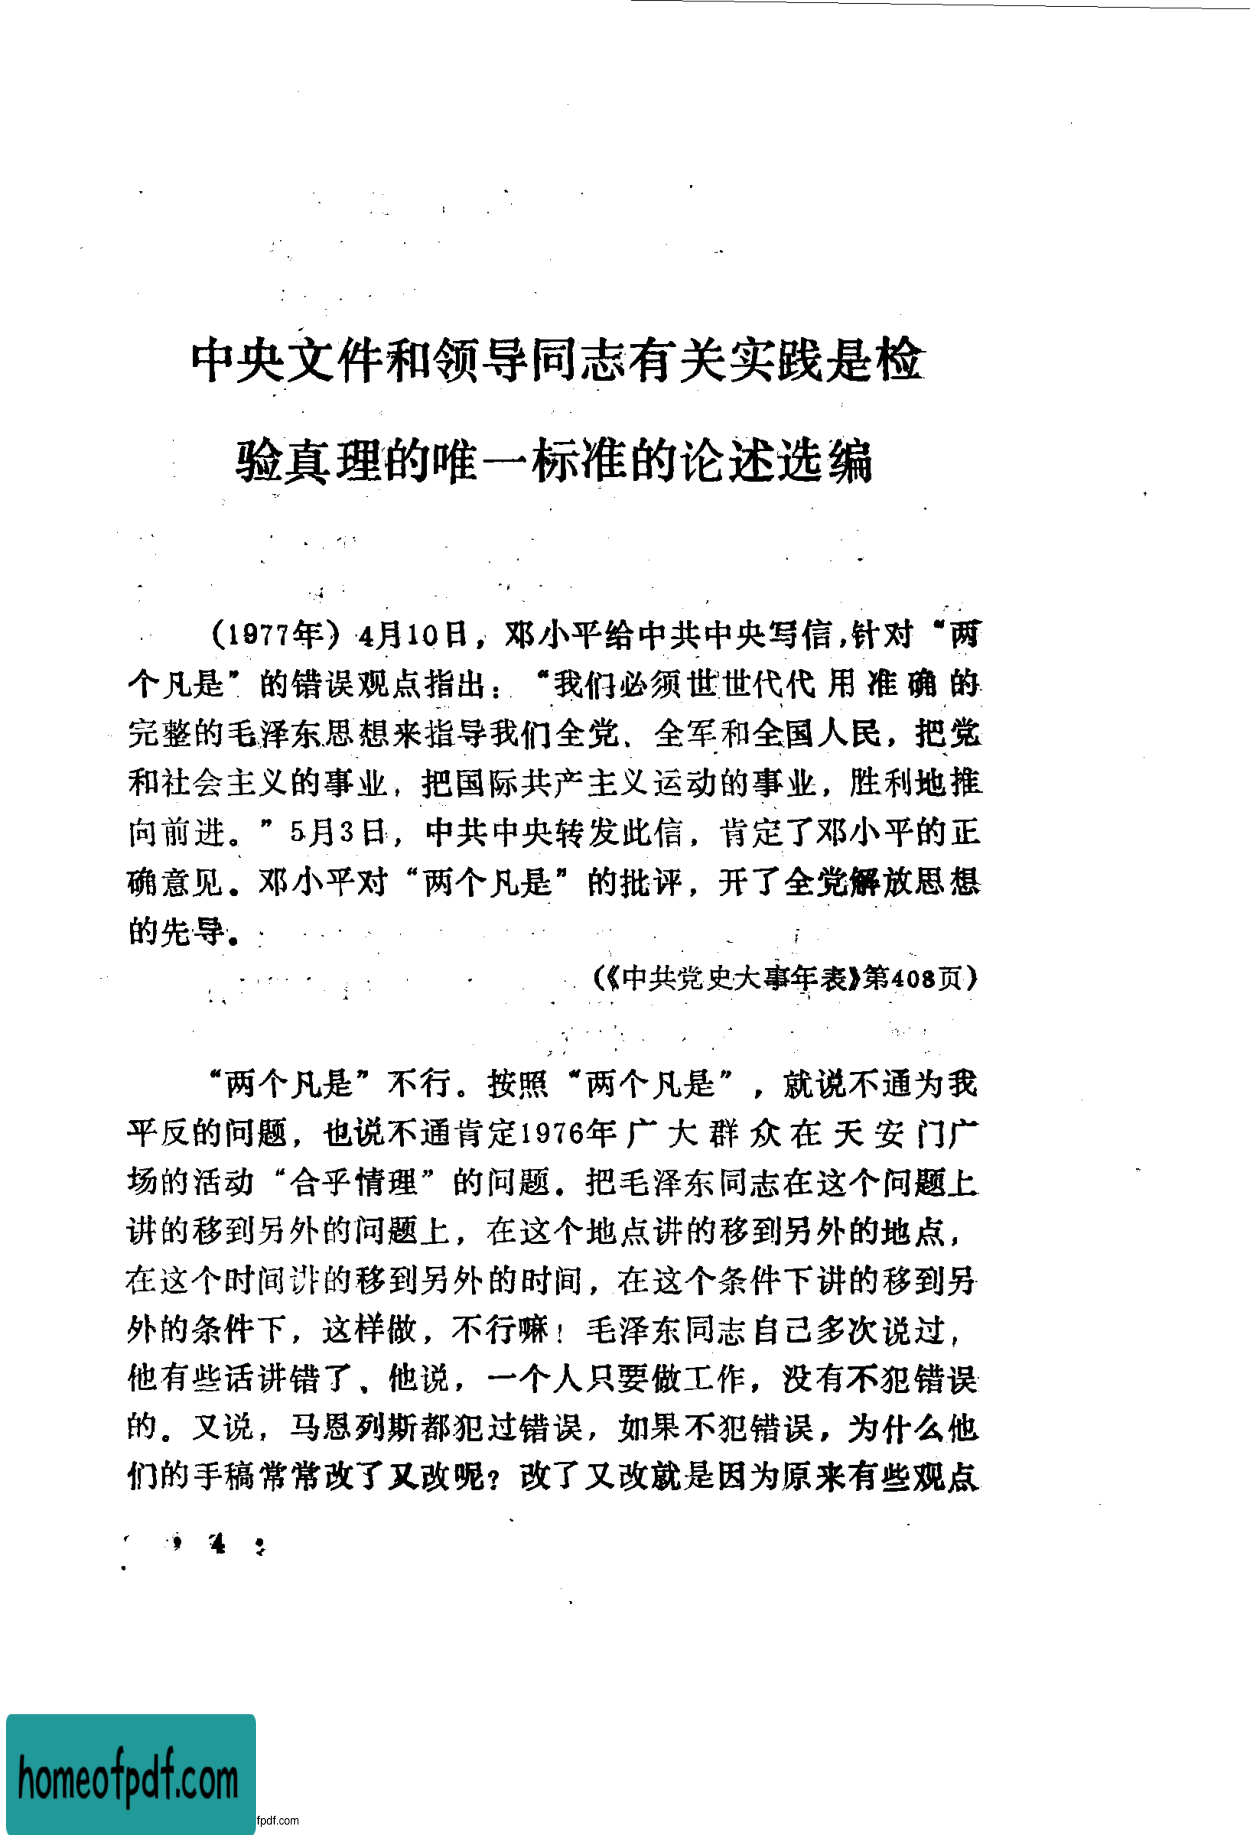 中央文件和领导同志有关实践是检
验真理的唯一标准的论述选编
(1977年) 4月10日，邓小平给中共中央写信，针对“两
个凡是”的错误观点指出：“我们必须世世代代用准确的
完整的毛泽东思想来指导我们全党、全军和全国人民，把党
和社会主义的事业，把国际共产主义运动的事业，胜利地推
向前进。”5月3日，中共中央转发此信，肯定了邓小平的正
确意见。邓小平对“两个凡是”的批评，开了全党解放思想
的先导。
(《中共党史大事年表》第408页)
“两个凡是”不行。按照“两个凡是”，就说不通为我
平反的问题，也说不通肯定1976年广大群众在天安门广
场的活动“合乎情理”的问题。把毛泽东同志在这个问题上
讲的移到另外的问题上，在这个地点讲的移到另外的地点，
在这个时间讲的移到另外的时间，在这个条件下讲的移到另
外的条件下，这样做，不行嘛！毛泽东同志自己多次说过，
他有些话讲错了、他说，一个人只要做工作，没有不犯错误
的。又说，马恩列斯都犯过错误，如果不犯错误，为什么他
们的手稿常常改了又改呢？改了又改就是因为原来有些观点
4
homeofpdf.com
fpdf.com